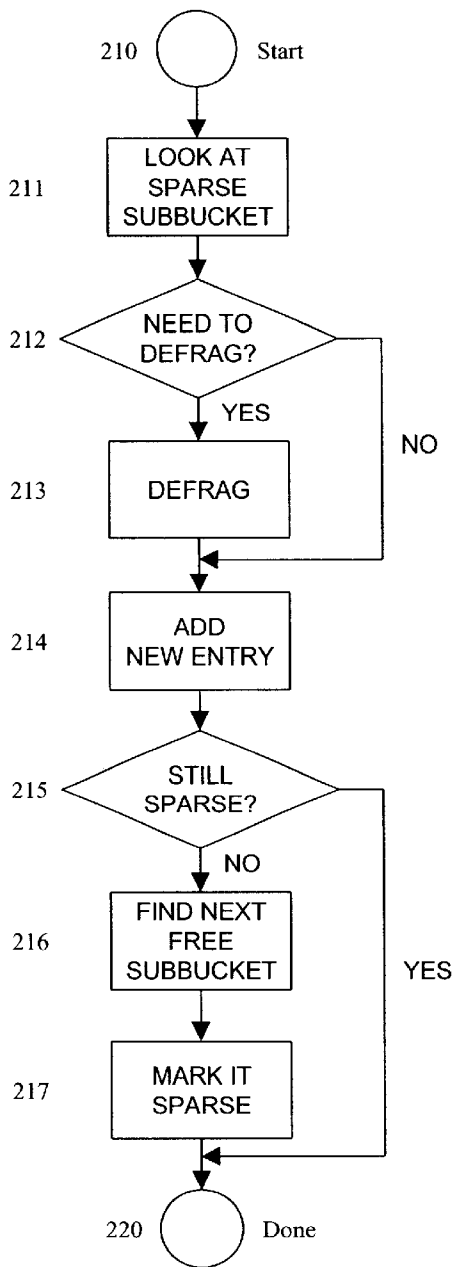 210 Start
211
LOOK AT
SPARSE
SUBBUCKET
212
NEED TO
DEFRAG?
YES
NO
213
DEFRAG
214
ADD
NEW ENTRY
215
STILL
SPARSE?
NO
216
FIND NEXT
FREE
SUBBUCKET
YES
217
MARK IT
SPARSE
220 Done